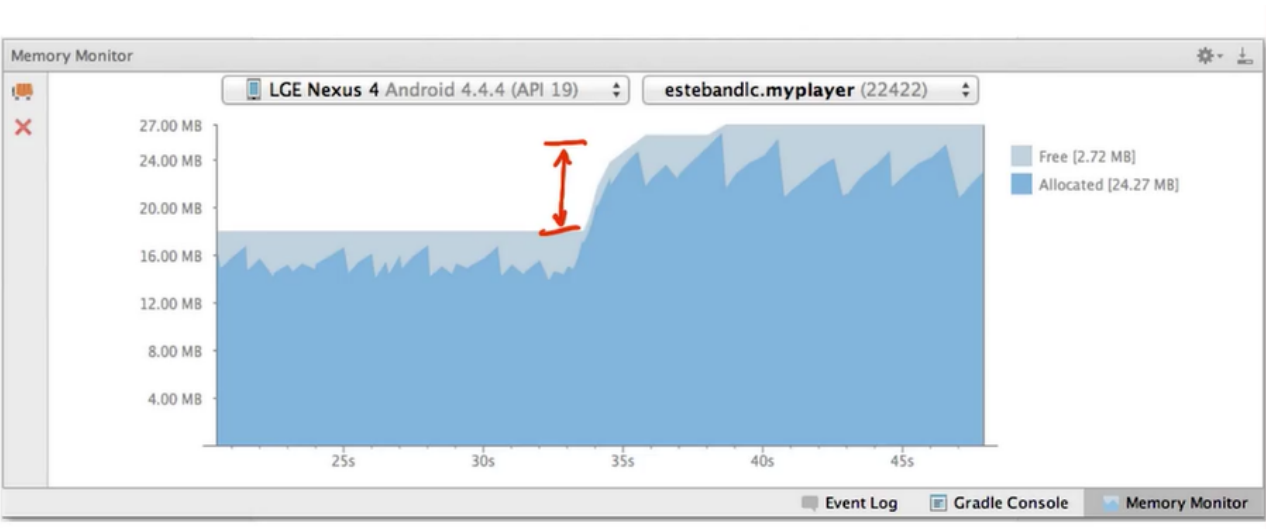 Memory Monitor
LGE Nexus 4 Android 4.4.4 (API 19)
estebandlc.myplayer (22422)
27.00 MB
24.00 MB
20.00 MB
16.00 MB
12.00 MB
8.00 MB
4.00 MB
Free [2.72 MB]
Allocated [24.27 MB]
25s
30s
35s
40s
45s
Event Log
Gradle Console
Memory Monitor